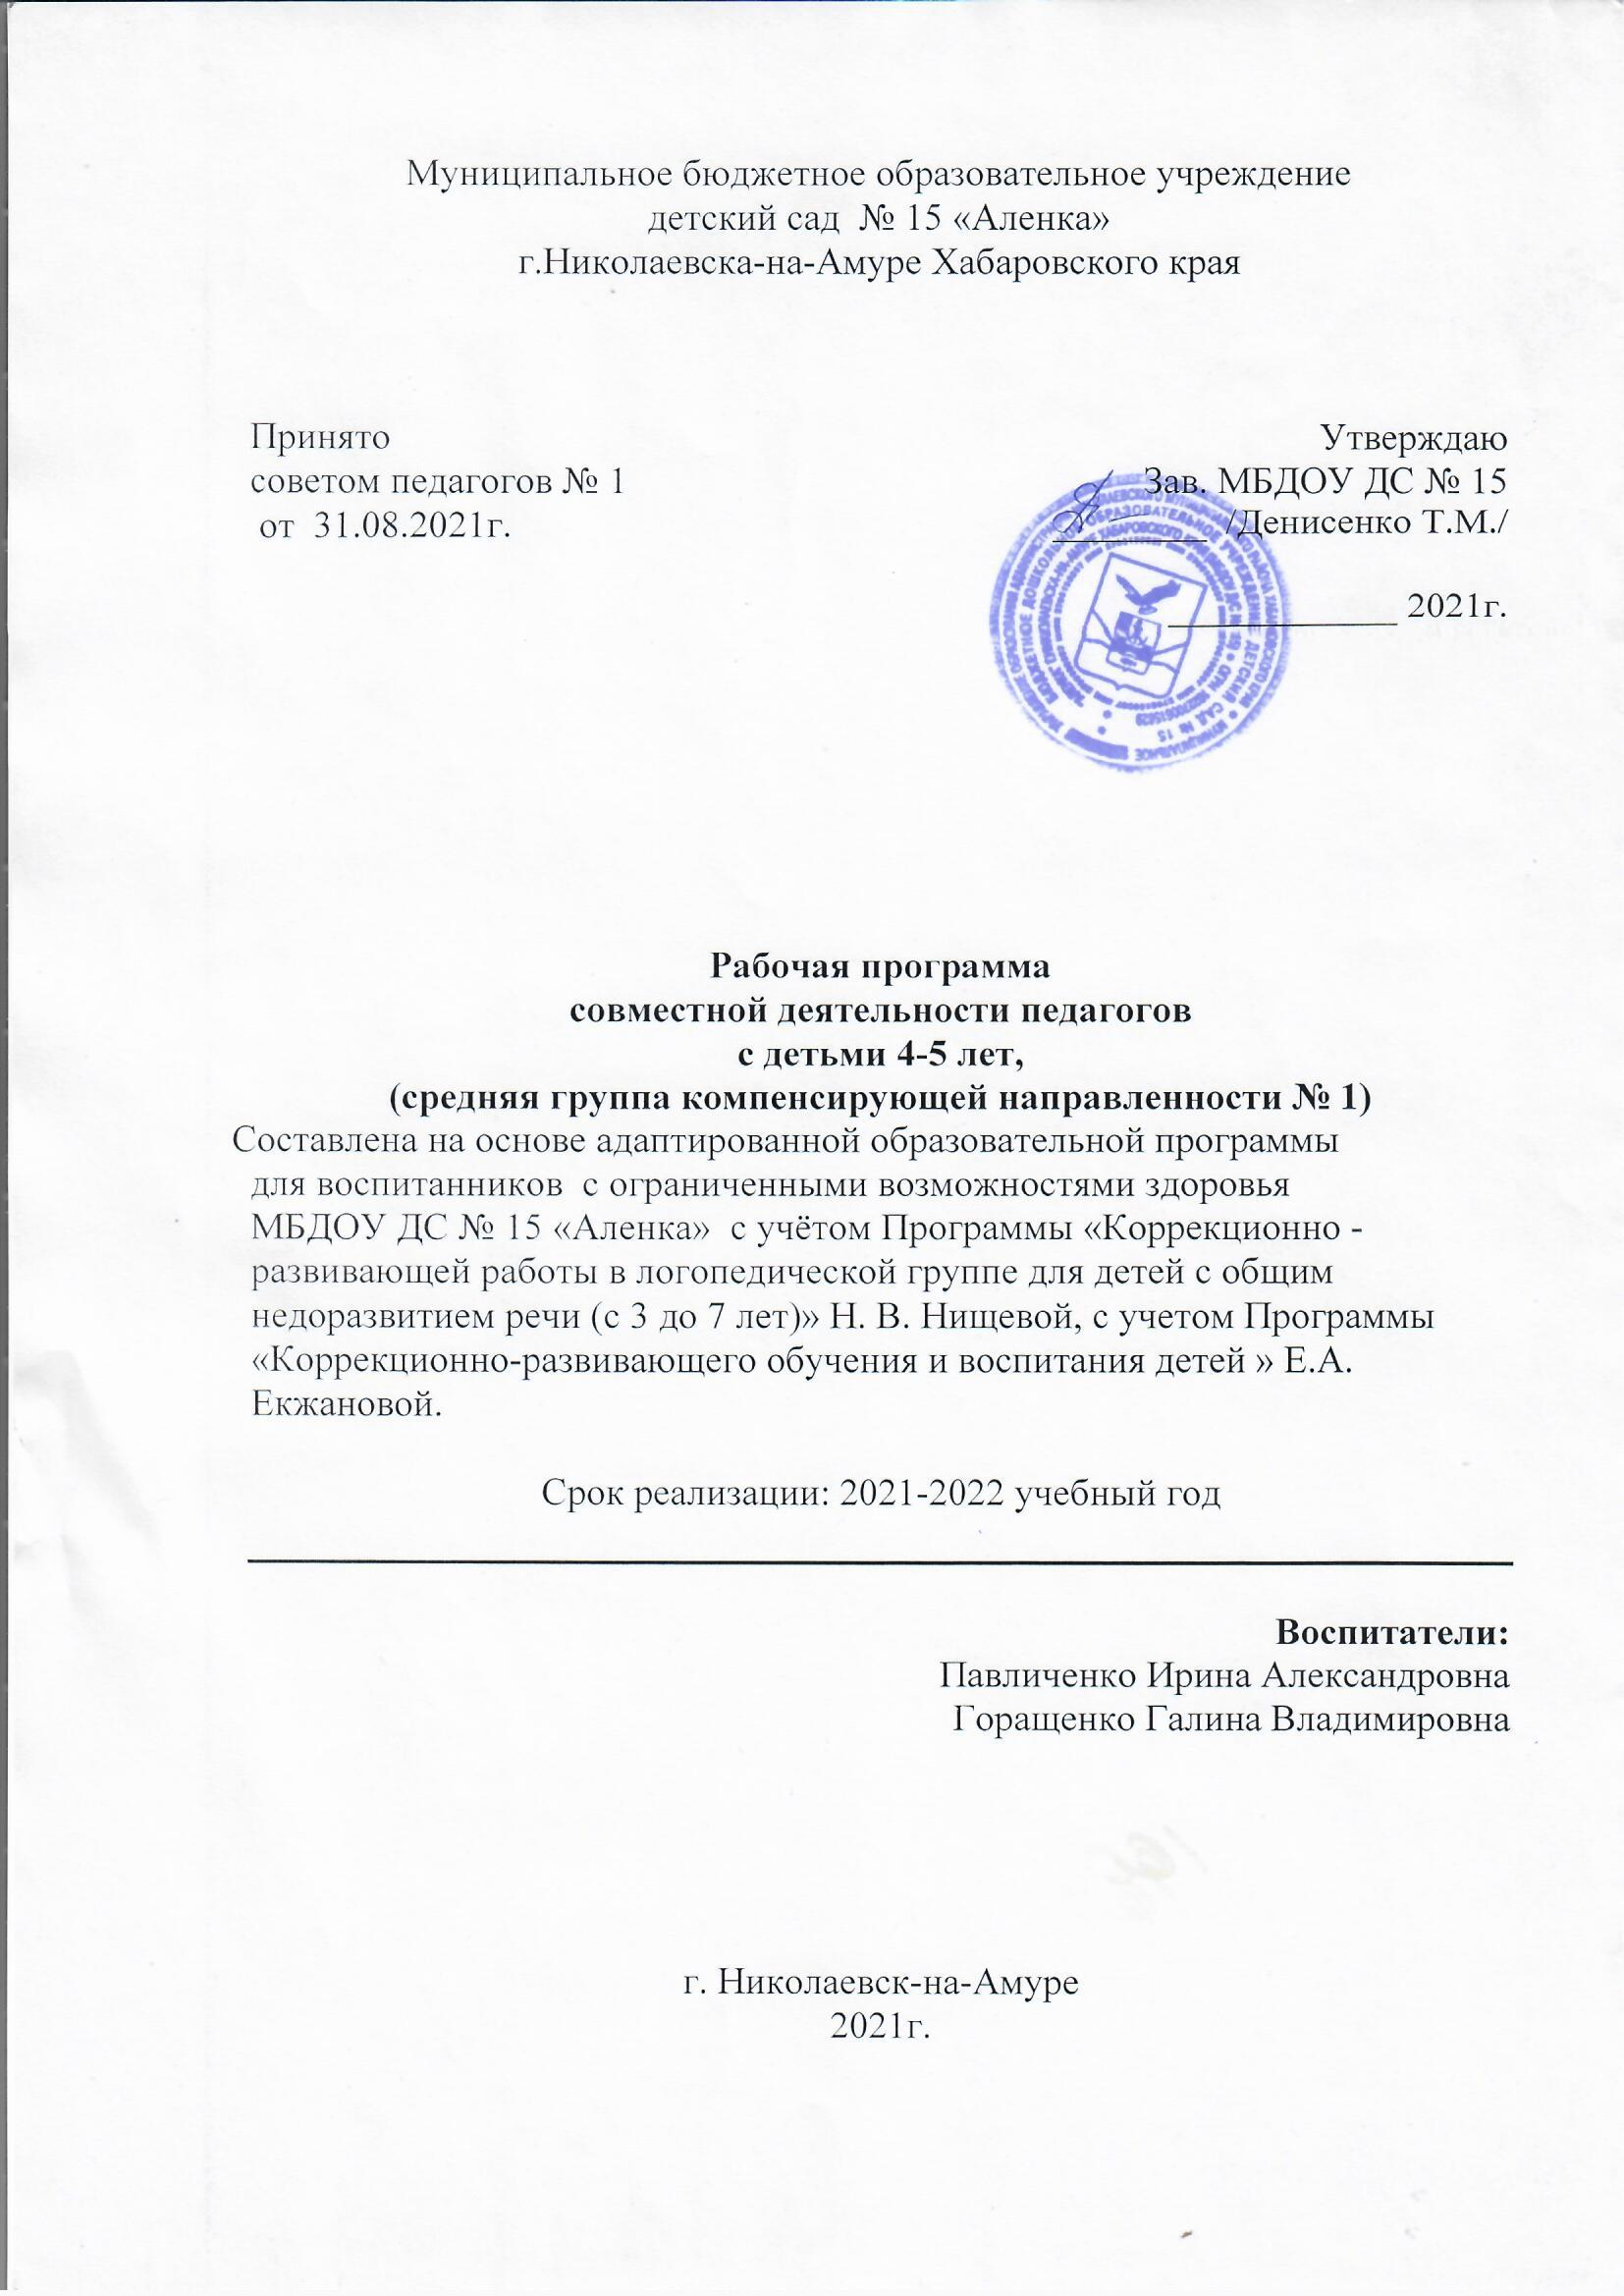 Муниципальное бюджетное образовательное учреждение
детский сад  № 15 «Аленка»
г.Николаевска-на-Амуре Хабаровского края
Принято
советом педагогов № 1
от  31.08.2021г.
Утверждаю
Зав. МБДОУ ДС № 15
________ /Денисенко Т.М./
____________ 2021г.
Рабочая программа
совместной деятельности педагогов
с детьми 4-5 лет,
(средняя группа компенсирующей направленности № 1)
Составлена на основе адаптированной образовательной программы
для воспитанников  с ограниченными возможностями здоровья
МБДОУ ДС № 15 «Аленка»  с учётом Программы «Коррекционно -
развивающей работы в логопедической группе для детей с общим
недоразвитием речи (с 3 до 7 лет)» Н. В. Нищевой, с учетом Программы
«Коррекционно-развивающего обучения и воспитания детей » Е.А.
Екжановой.
Срок реализации: 2021-2022 учебный год
Воспитатели:
Павличенко Ирина Александровна
Горащенко Галина Владимировна
г. Николаевск-на-Амуре
2021г.